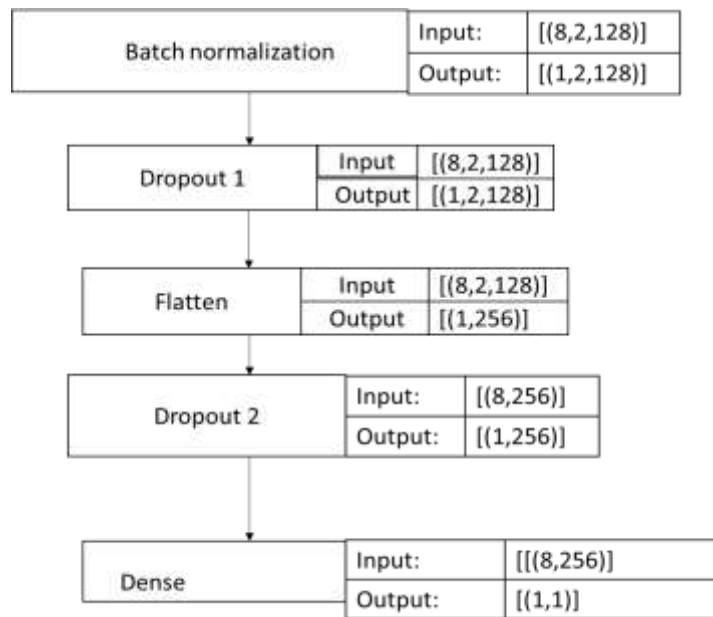 Batch normalization
Input: [(8,2,128)]
Output: [(1,2,128)]
Dropout 1
Input [(8,2,128)]
Output [(1,2,128)]
Flatten
Input [(8,2,128)]
Output [(1,256)]
Dropout 2
Input: [(8,256)]
Output: [(1,256)]
Dense
Input: [[(8,256)]
Output: [(1,1)]